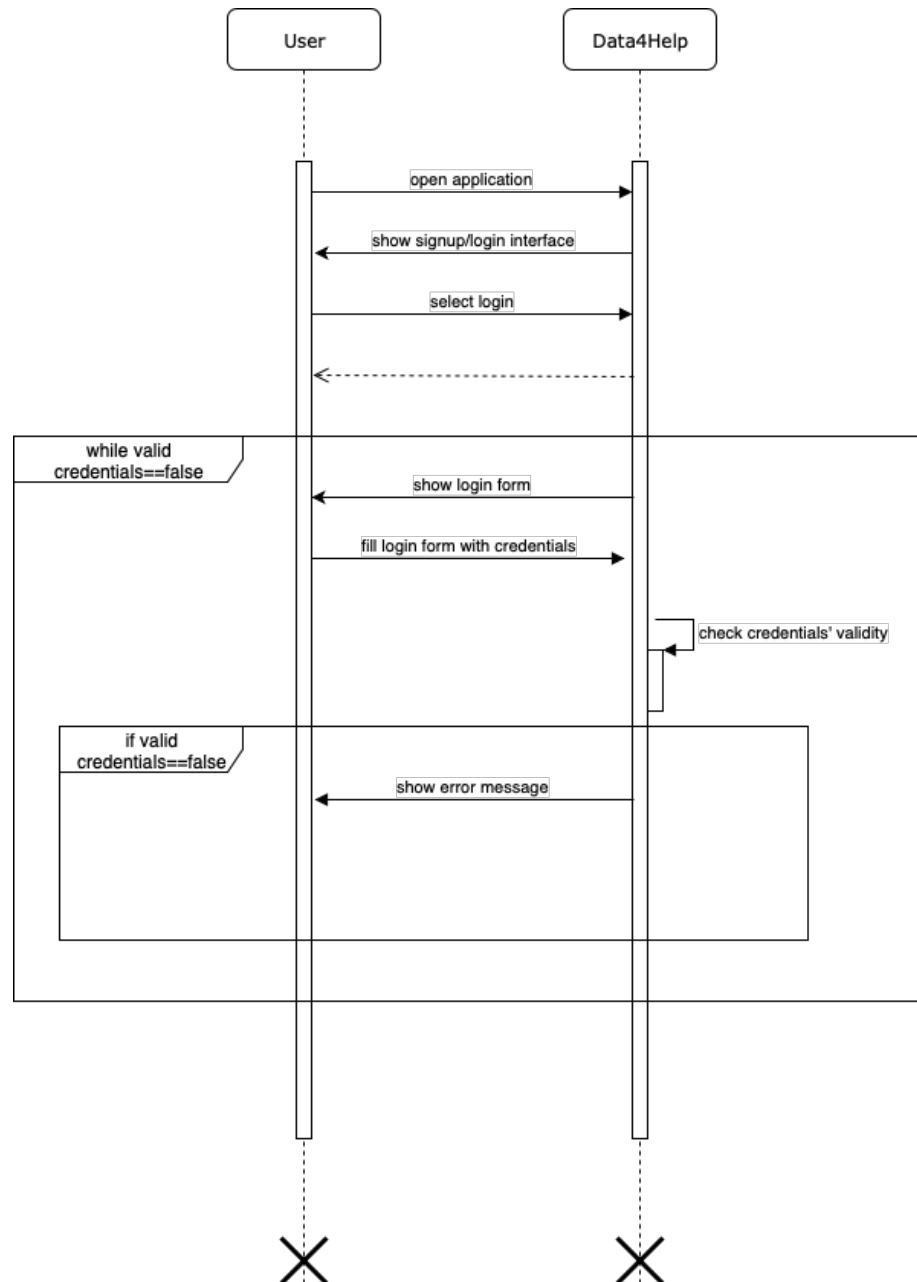 User
Data4Help
open application
show signup/login interface
select login
while valid
credentials==false
show login form
fill login form with credentials
check credentials' validity
if valid
credentials==false
show error message